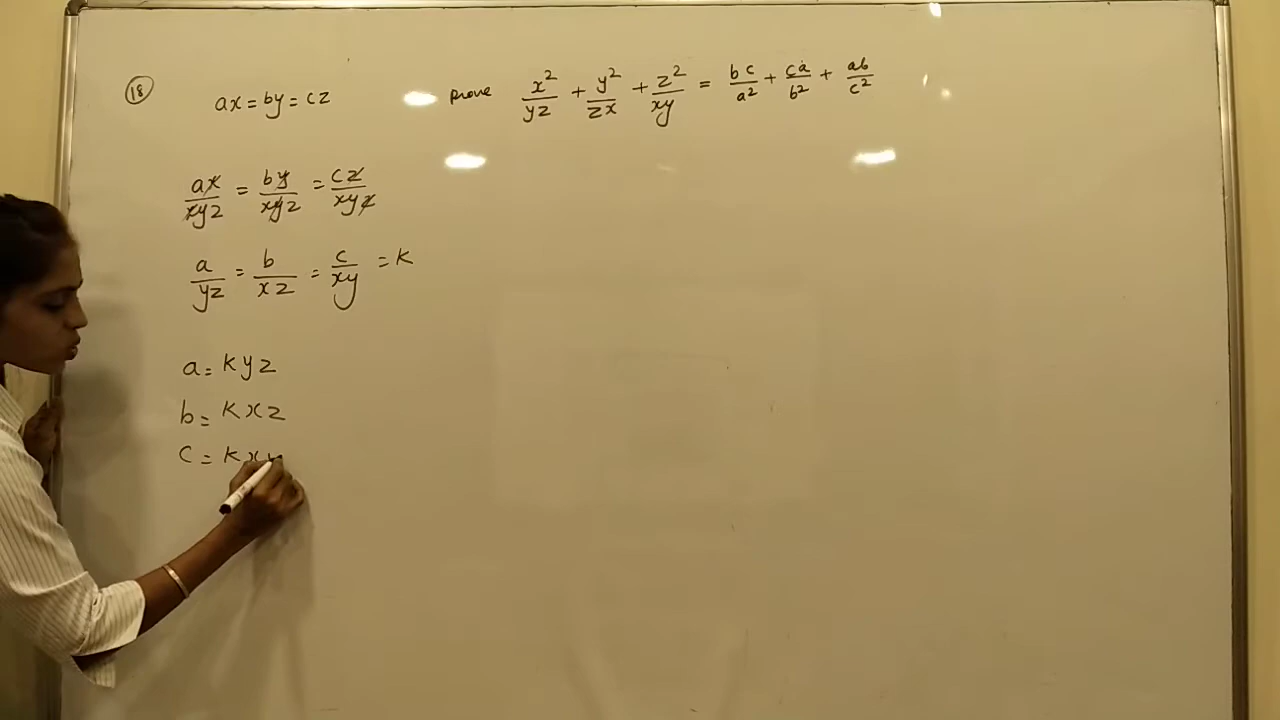 (18) ax = by = cz prove x²/yz + y²/zx + z²/xy = bc/a² + ca/b² + ab/c²
ax/xyz = by/xyz = cz/xyz
a/yz = b/xz = c/xy = K
a = Kyz
b = Kxz
c = Kxy